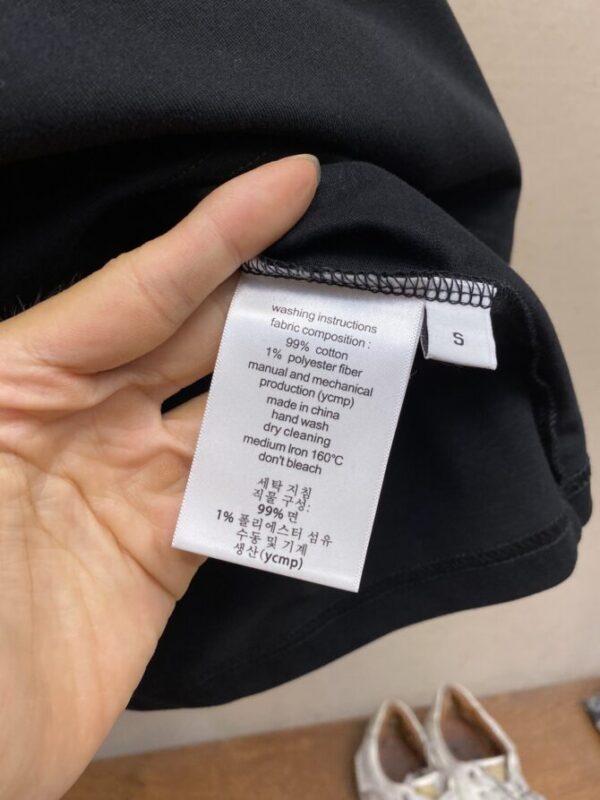 washing instructions
fabric composition :
99% cotton
1% polyester fiber
manual and mechanical
production (ycmp)
made in china
hand wash
dry cleaning
medium Iron 160°C
don't bleach
세탁 지침
직물 구성:
99% 면
1% 폴리에스터 섬유
수동 및 기계
생산(ycmp)
S